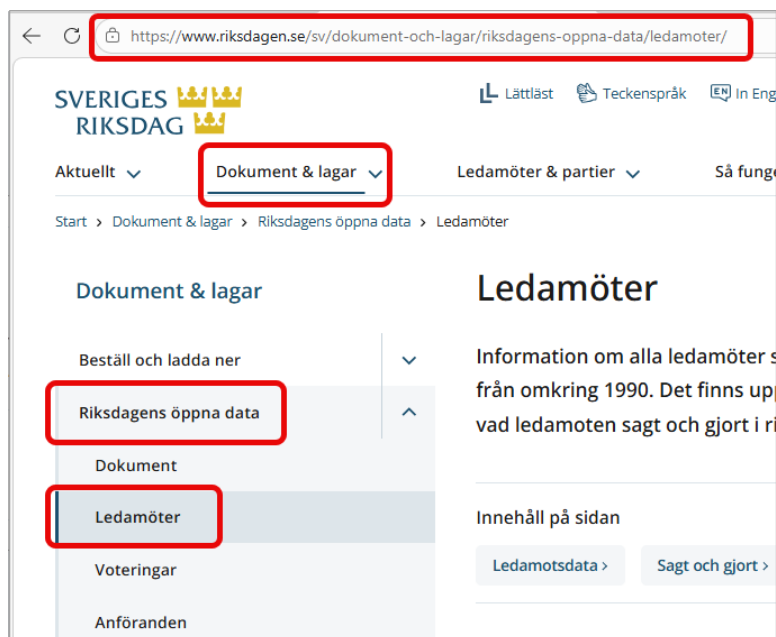 https://www.riksdagen.se/sv/dokument-och-lagar/riksdagens-oppna-data/ledamoter/
SVERIGES
RIKSDAG
Lättläst Teckenspråk EN In Eng
Aktuellt Dokument & lagar Ledamöter & partier Så funge
Start > Dokument & lagar > Riksdagens öppna data > Ledamöter
Dokument & lagar
Ledamöter
Beställ och ladda ner
Information om alla ledamöter s
från omkring 1990. Det finns upp
vad ledamoten sagt och gjort i ri
Riksdagens öppna data
Dokument
Ledamöter
Innehåll på sidan
Voteringar
Ledamotsdata > Sagt och gjort >
Anföranden